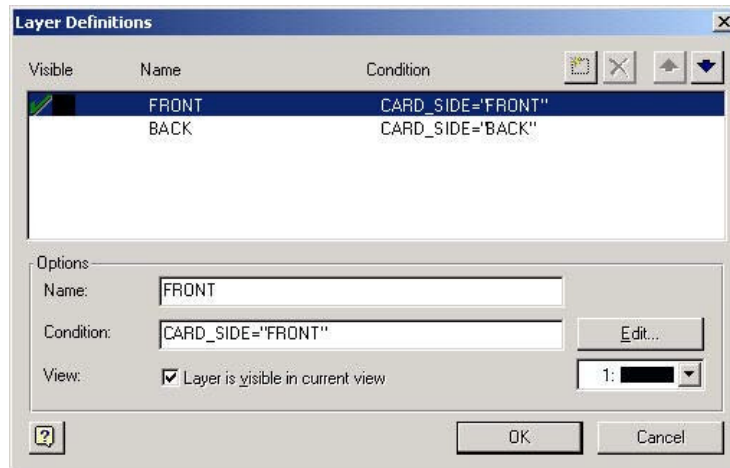 Layer Definitions
Visible Name Condition
FRONT CARD_SIDE="FRONT"
BACK CARD_SIDE="BACK"
Options
Name: FRONT
Condition: CARD_SIDE="FRONT" Edit...
View: Layer is visible in current view 1:
OK Cancel